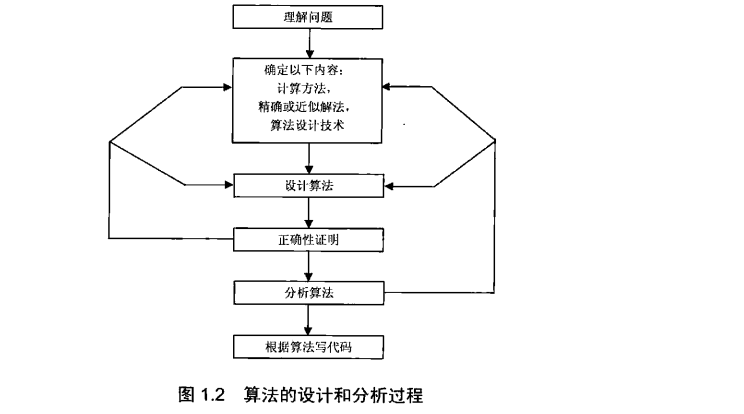 理解问题
确定以下内容：
计算方法，
精确或近似解法，
算法设计技术
设计算法
正确性证明
分析算法
根据算法写代码
图 1.2 算法的设计和分析过程